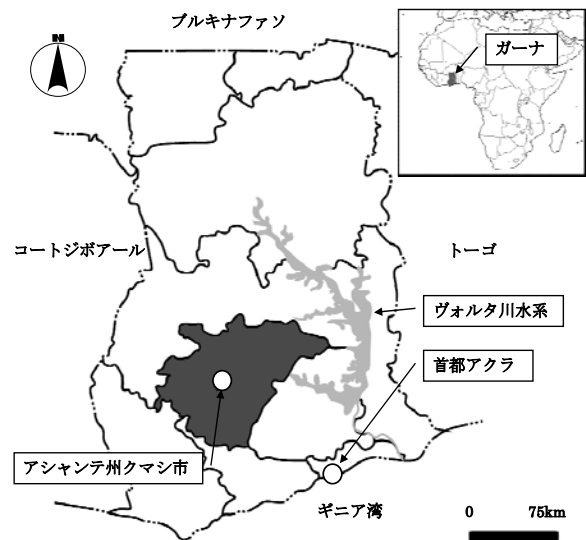 ブルキナファソ
N
ガーナ
コートジボアール
トーゴ
ヴォルタ川水系
首都アクラ
アシャンテ州クマシ市
ギニア湾
0 75km